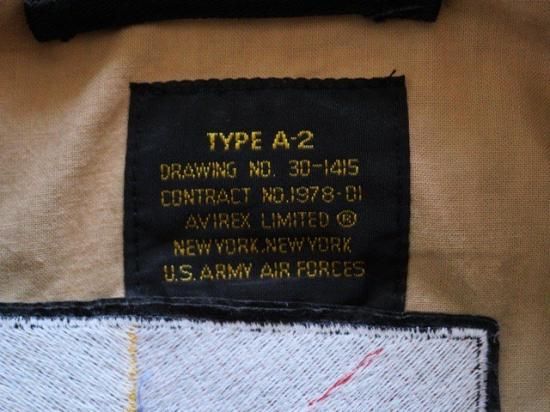 TYPE A-2
DRAWING NO. 30-1415
CONTRACT NO.1978-01
AVIREX LIMITED ®
NEW YORK.NEW YORK
U.S. ARMY AIR FORCES